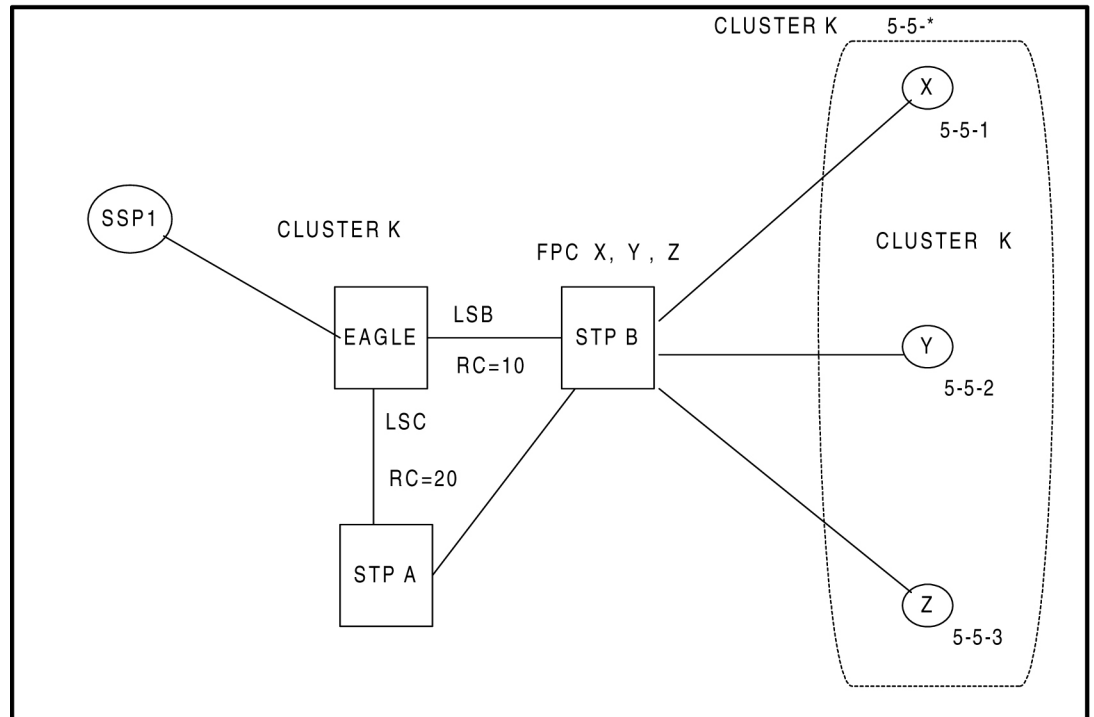 CLUSTER K 5-5-*
X
5-5-1
SSP1
CLUSTER K
CLUSTER K
FPC X, Y , Z
LSB
EAGLE
STP B
RC=10
Y
5-5-2
LSC
RC=20
STP A
Z
5-5-3